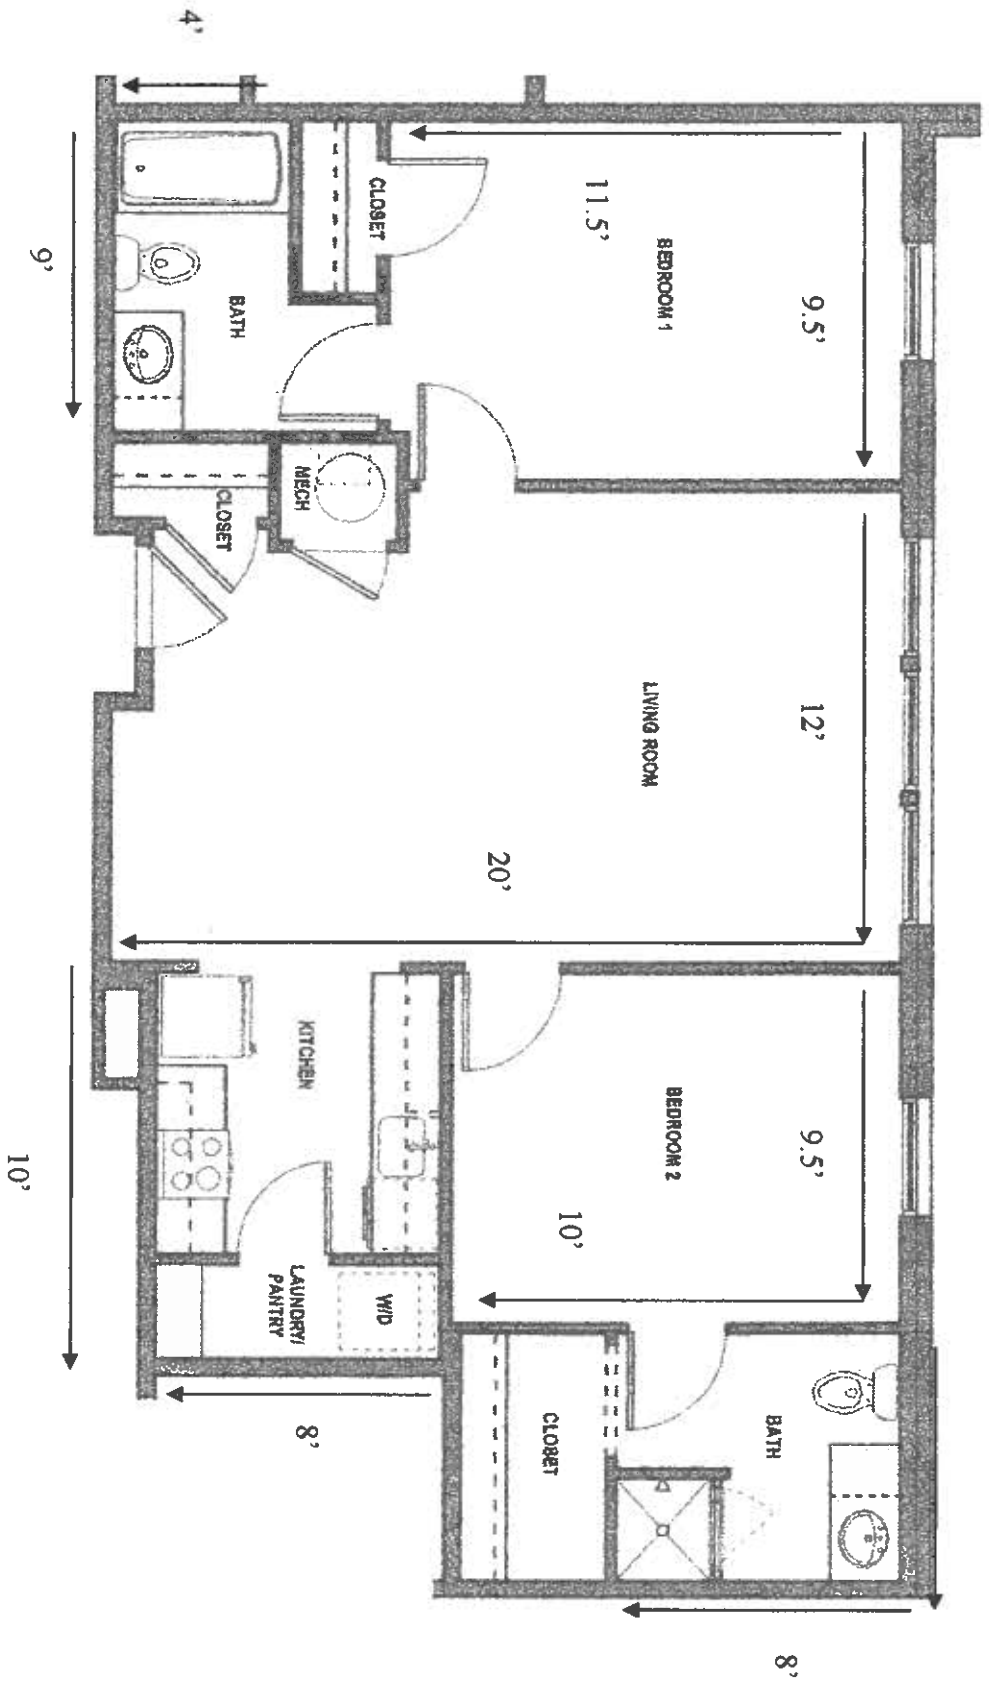 4'
9'
BATH
CLOSET
11.5'
BEDROOM 1
9.5'
MECH
CLOSET
LIVING ROOM
12'
20'
KITCHEN
10'
BEDROOM 2
9.5'
10'
LAUNDRY/
PANTRY
W/D
8'
CLOSET
BATH
8'